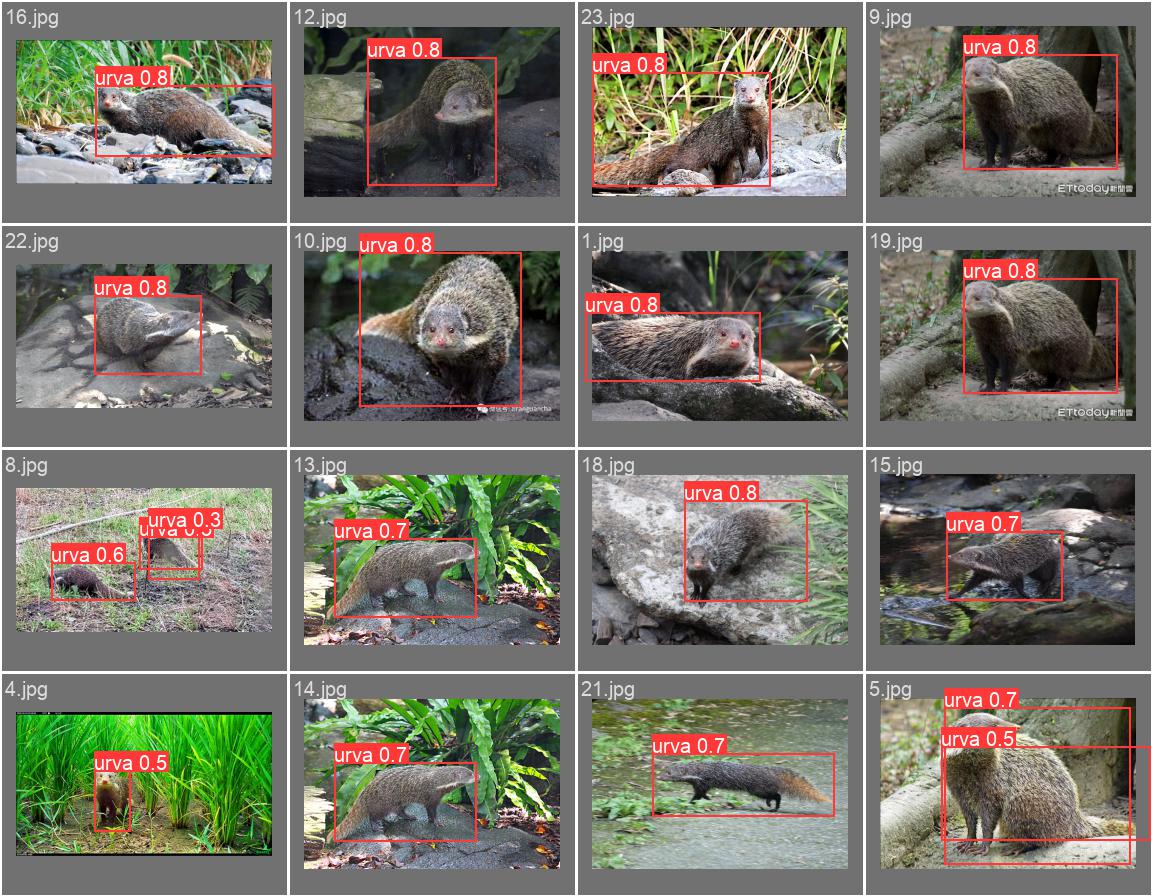 16.jpg
urva 0.8
12.jpg
urva 0.8
23.jpg
urva 0.8
9.jpg
urva 0.8
ETtoday新聞雲
22.jpg
urva 0.8
10.jpg
urva 0.8
1.jpg
urva 0.8
19.jpg
urva 0.8
ETtoday新聞雲
8.jpg
urva 0.3
urva 0.6
13.jpg
urva 0.7
18.jpg
urva 0.8
15.jpg
urva 0.7
4.jpg
urva 0.5
14.jpg
urva 0.7
21.jpg
urva 0.7
5.jpg
urva 0.7
urva 0.5